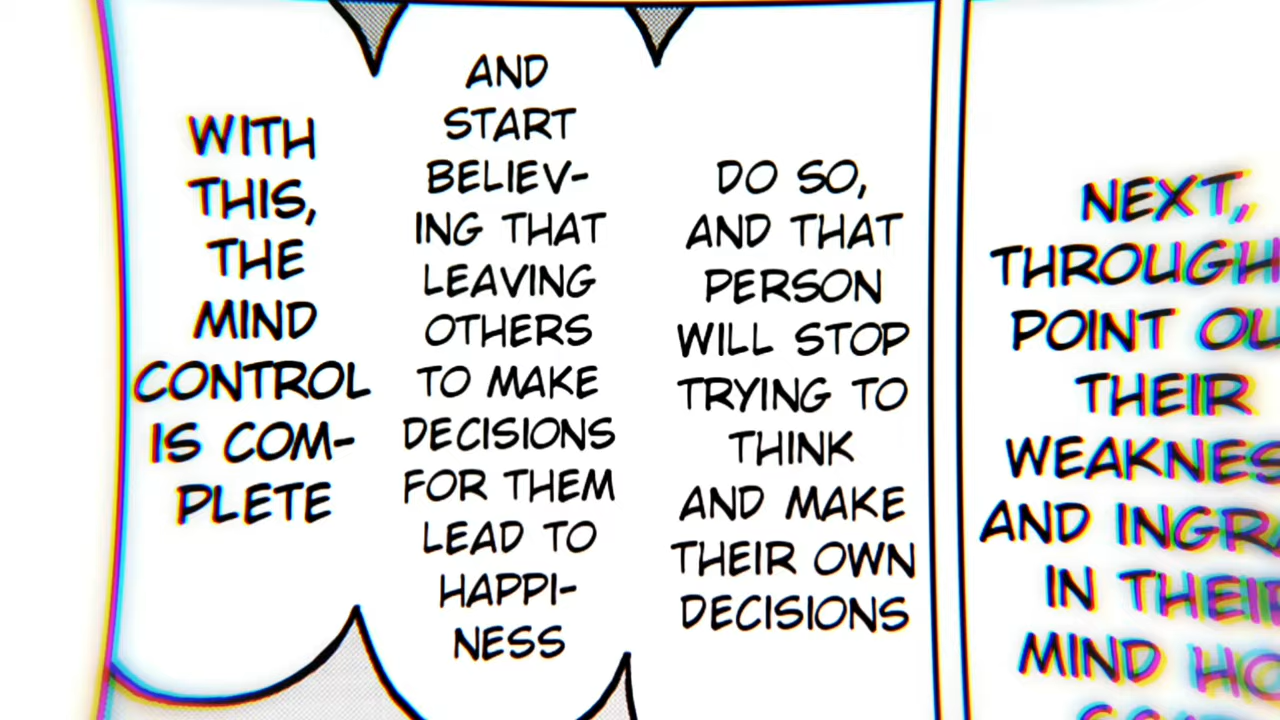 NEXT,
THROUGH
POINT
THEIR
AND
IN
MIND
DO SO,
AND THAT
PERSON
WILL STOP
TRYING TO
THINK
AND MAKE
THEIR OWN
DECISIONS
AND
START
BELIEV-
ING THAT
LEAVING
OTHERS
TO MAKE
DECISIONS
FOR THEM
LEAD TO
HAPPI-
NESS
WITH
THIS,
THE
MIND
CONTROL
IS COM-
PLETE